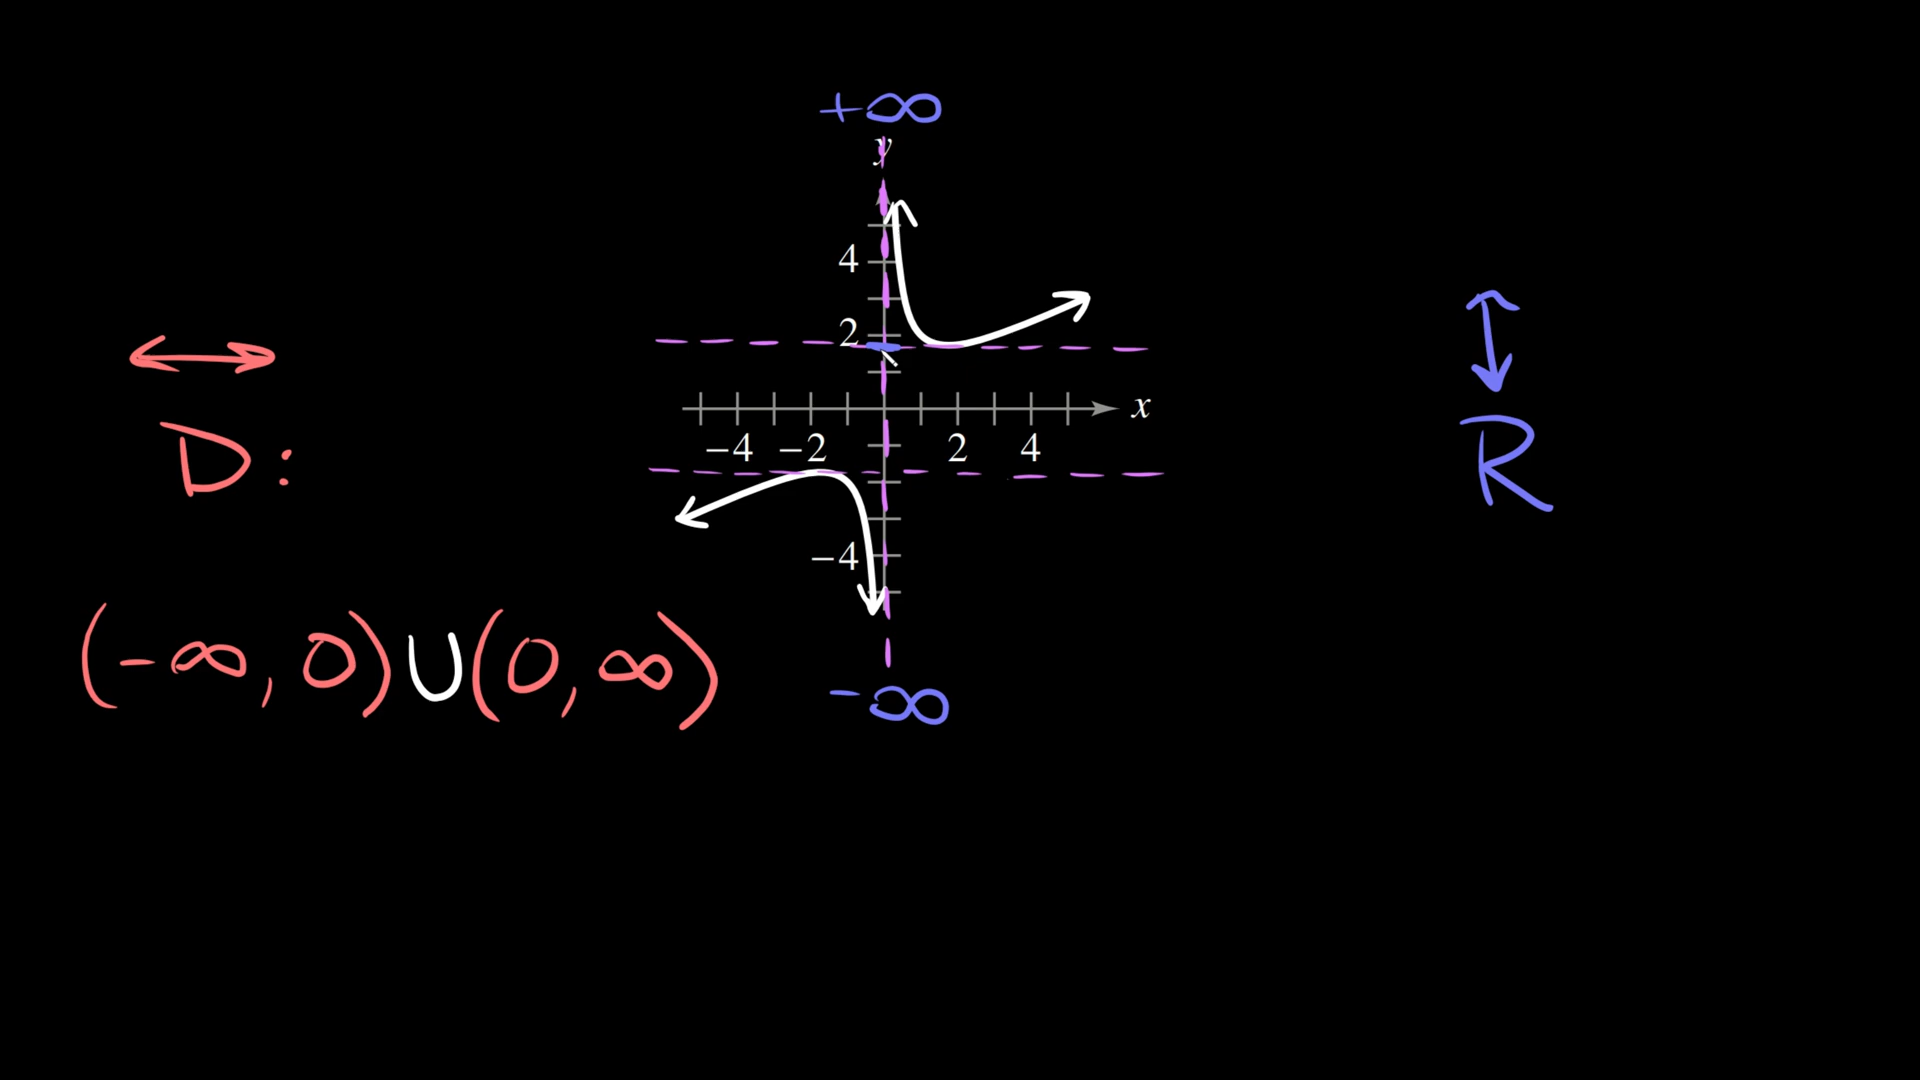 +∞
y
4
2
x
−4 −2 2 4
D:
R
−4
(-∞, 0)∪(0, ∞)
-∞